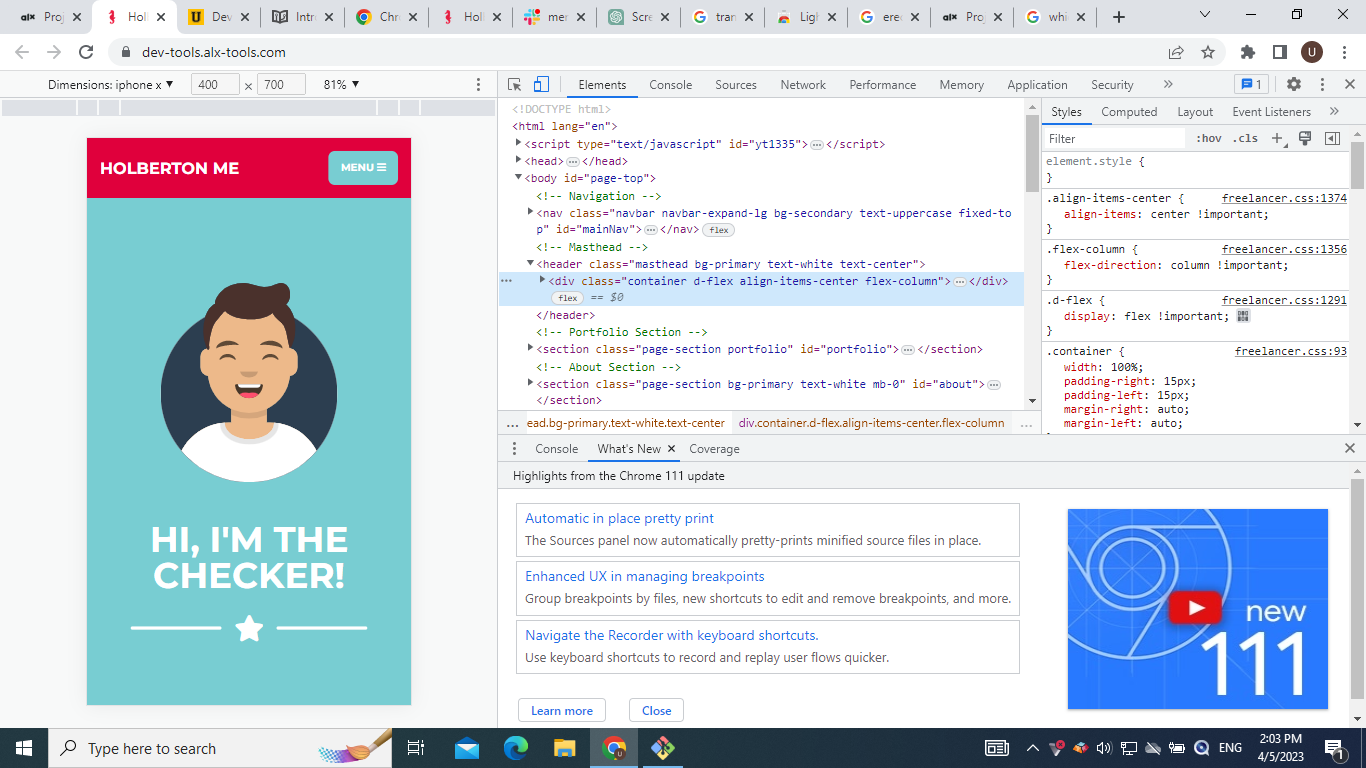 Proj
Holb
Dev
Intro
Chro
Holi
mer
Scre
tran
Ligh
ered
Proj
whi
dev-tools.alx-tools.com
U
Dimensions: iphone x ▼ 400 × 700 81% ▼
Elements Console Sources Network Performance Memory Application Security » 1
<!DOCTYPE html>
<html lang="en">
<script type="text/javascript" id="yt1335">…</script>
<head>…</head>
<body id="page-top">
<!-- Navigation -->
<nav class="navbar navbar-expand-lg bg-secondary text-uppercase fixed-to
p" id="mainNav">…</nav> flex
<!-- Masthead -->
<header class="masthead bg-primary text-white text-center">
<div class="container d-flex align-items-center flex-column">…</div>
flex == $0
</header>
<!-- Portfolio Section -->
<section class="page-section portfolio" id="portfolio">…</section>
<!-- About Section -->
<section class="page-section bg-primary text-white mb-0" id="about">…
</section>
… ead.bg-primary.text-white.text-center div.container.d-flex.align-items-center.flex-column …
Styles Computed Layout Event Listeners »
Filter :hov .cls +
element.style {
}
.align-items-center { freelancer.css:1374
align-items: center !important;
}
.flex-column { freelancer.css:1356
flex-direction: column !important;
}
.d-flex { freelancer.css:1291
display: flex !important;
}
.container { freelancer.css:93
width: 100%;
padding-right: 15px;
padding-left: 15px;
margin-right: auto;
margin-left: auto;
HOLBERTON ME
MENU
HI, I'M THE
CHECKER!
Console What's New × Coverage
Highlights from the Chrome 111 update
Automatic in place pretty print
The Sources panel now automatically pretty-prints minified source files in place.
Enhanced UX in managing breakpoints
Group breakpoints by files, new shortcuts to edit and remove breakpoints, and more.
Navigate the Recorder with keyboard shortcuts.
Use keyboard shortcuts to record and replay user flows quicker.
Learn more Close
new
111
Type here to search
ENG
2:03 PM
4/5/2023
1